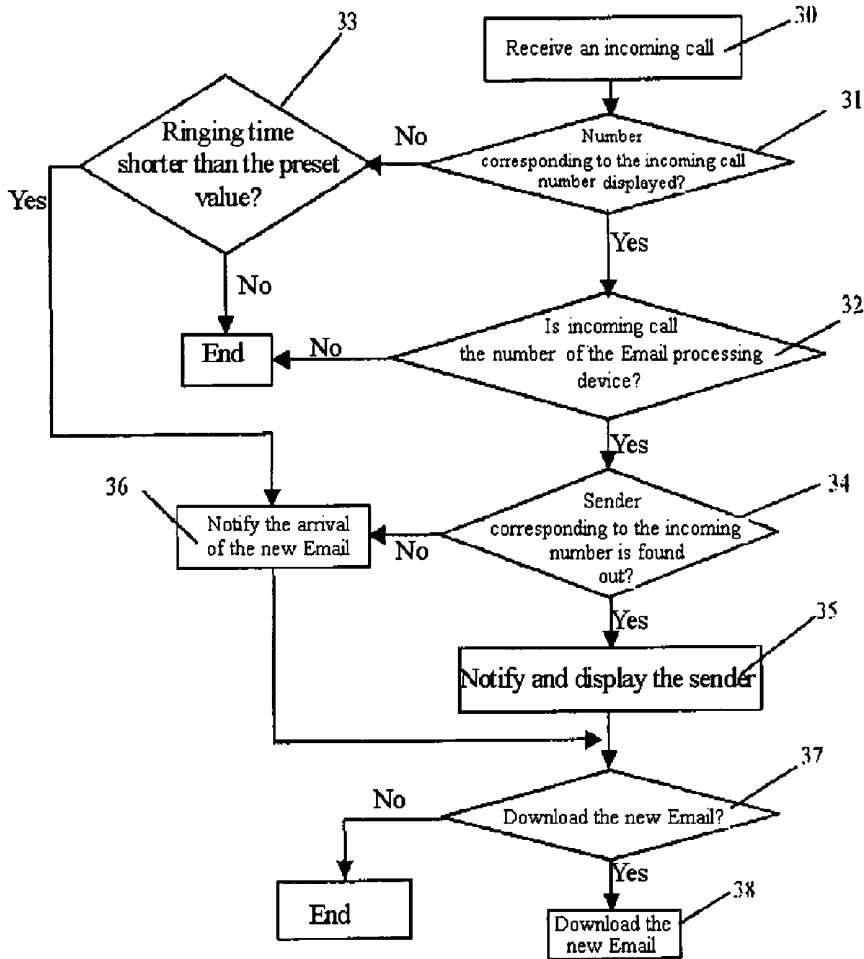 30
Receive an incoming call
33
31
Number
corresponding to the incoming call
number displayed?
No
Ringing time
shorter than the preset
value?
Yes
Yes
No
32
Is incoming call
the number of the Email processing
device?
No
End
Yes
34
Sender
corresponding to the incoming
number is found
out?
No
36
Notify the arrival
of the new Email
Yes
35
Notify and display the sender
37
Download the new Email?
No
Yes
End
38
Download the
new Email